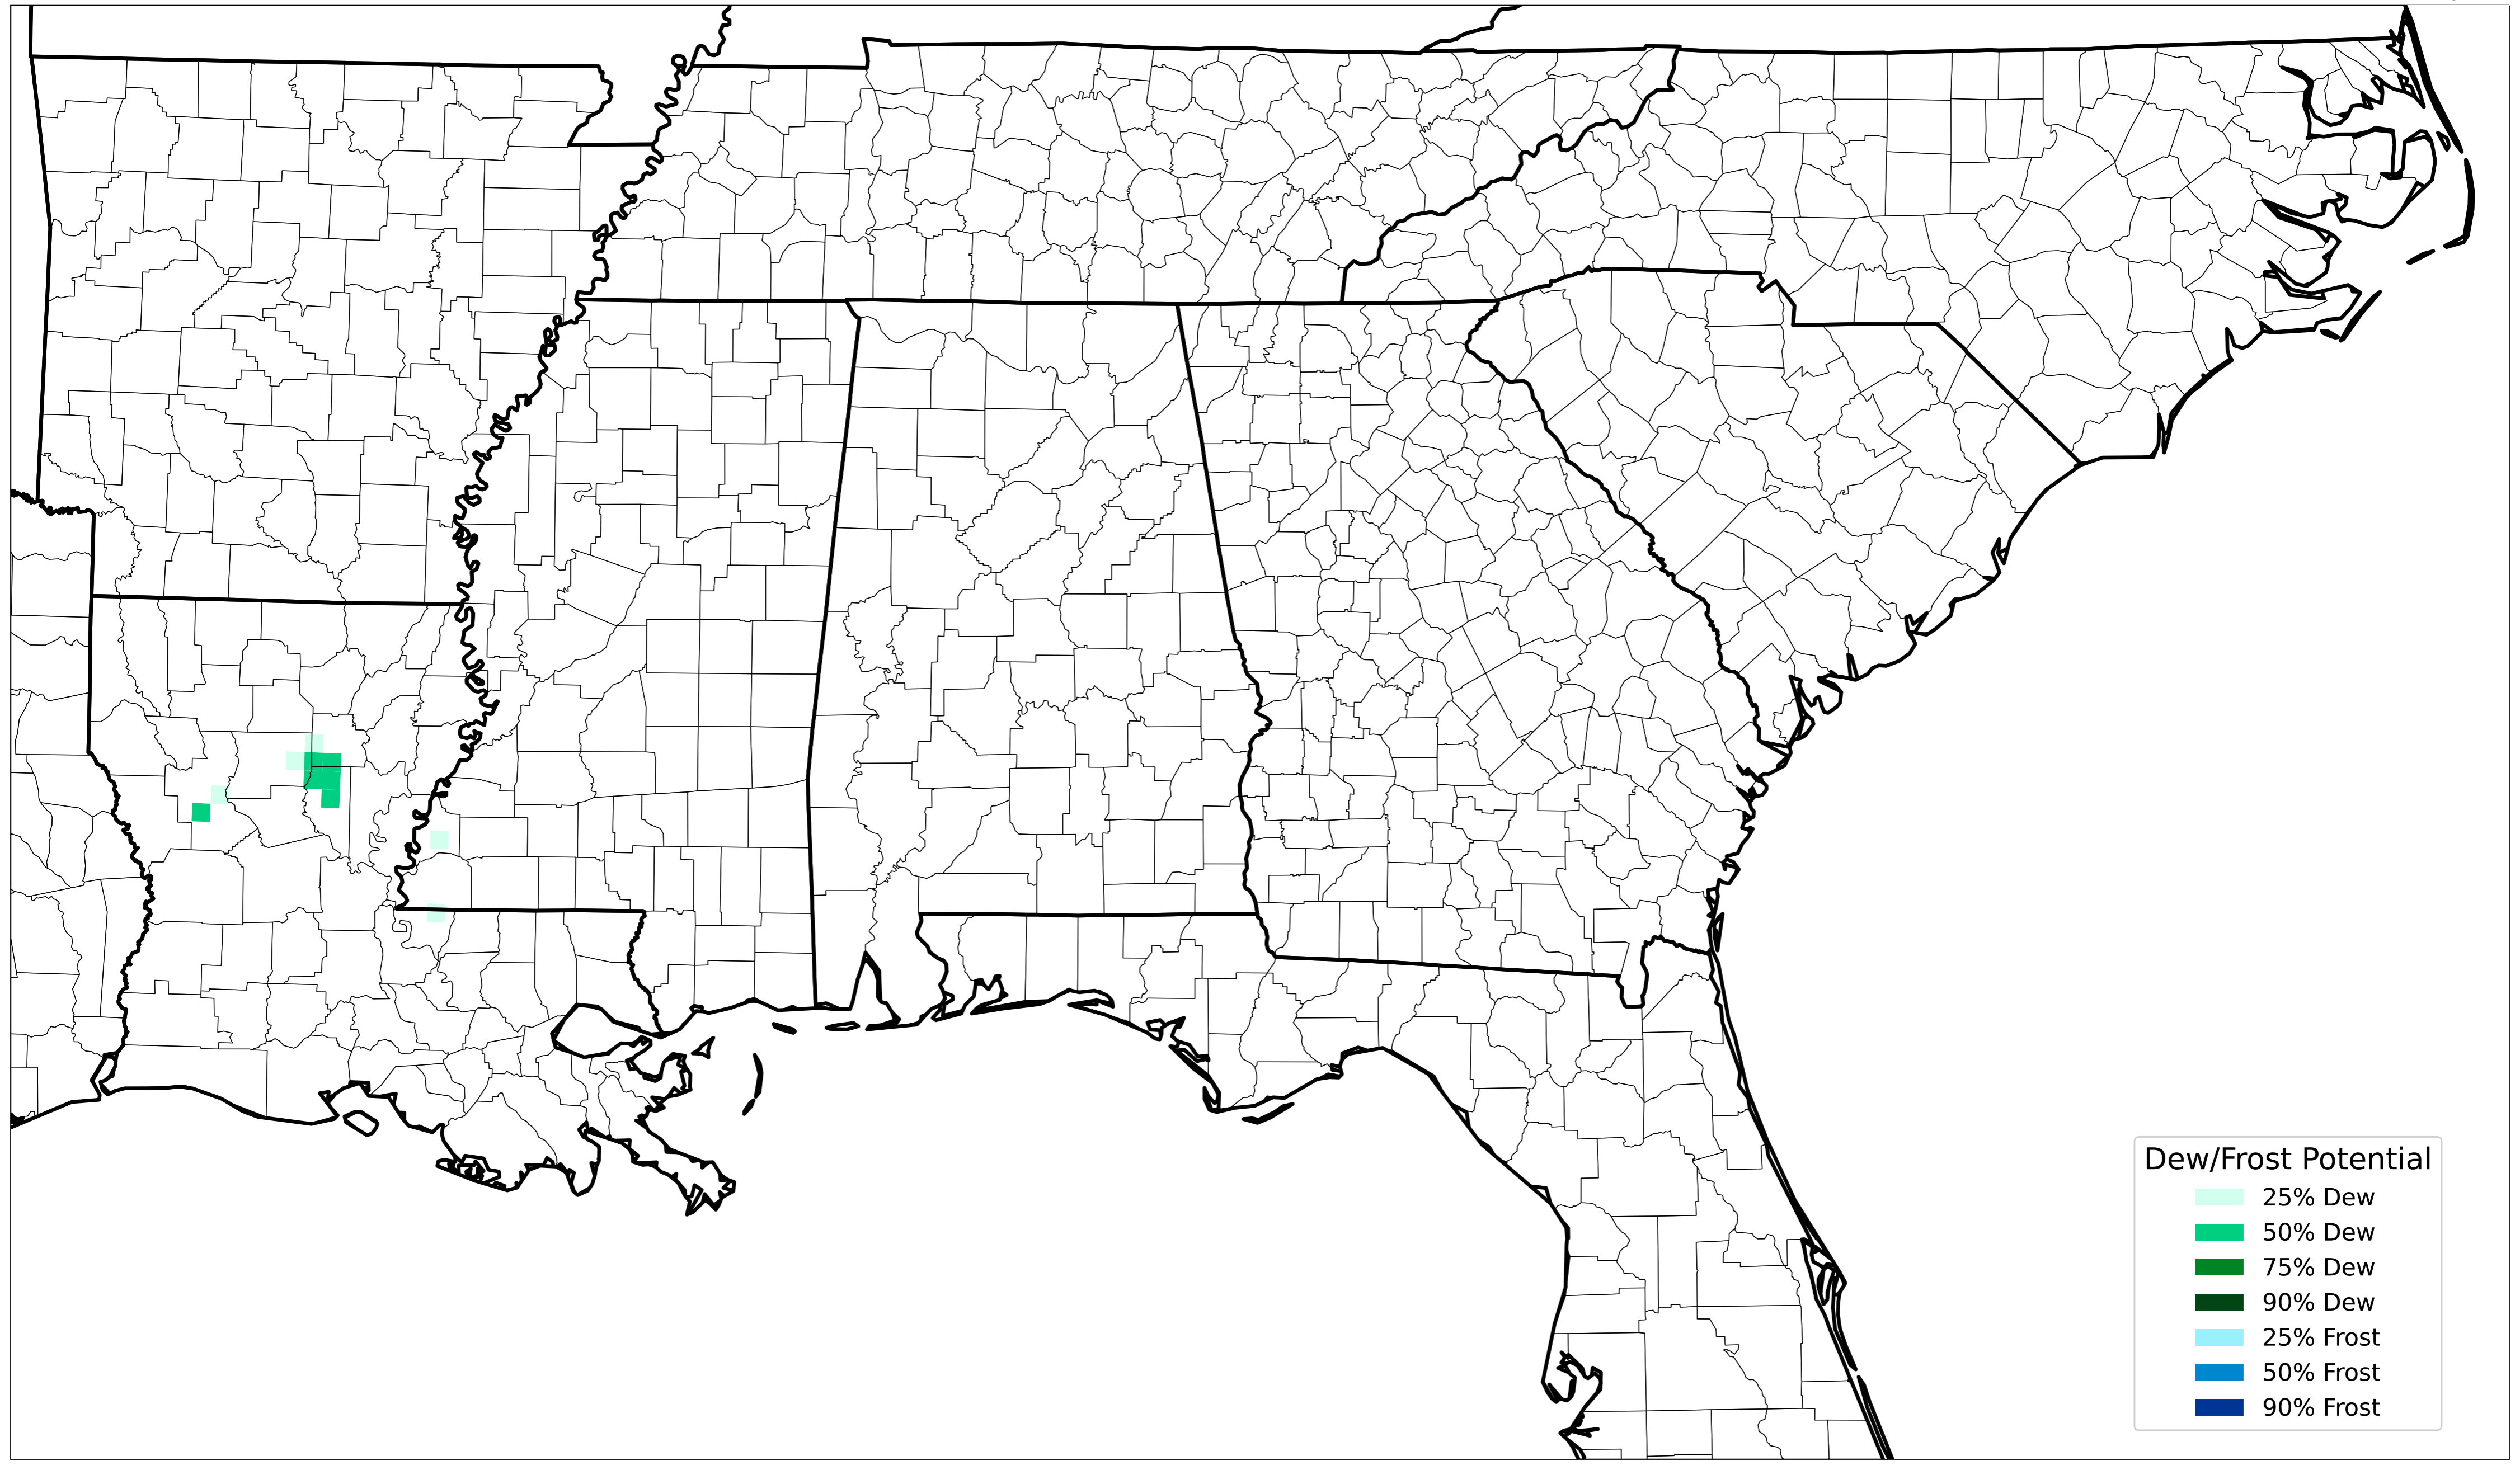 Dew/Frost Potential
25% Dew
50% Dew
75% Dew
90% Dew
25% Frost
50% Frost
90% Frost